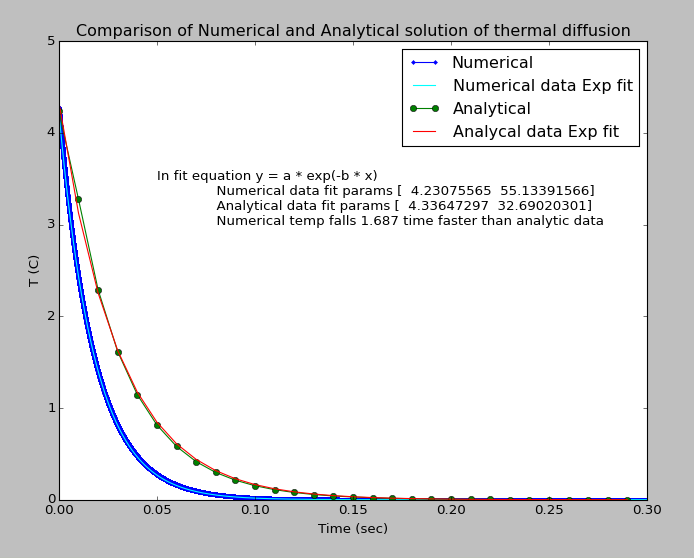 Comparison of Numerical and Analytical solution of thermal diffusion
5
4
3
2
1
0
T (C)
Numerical
Numerical data Exp fit
Analytical
Analycal data Exp fit
In fit equation y = a * exp(-b * x)
Numerical data fit params [  4.23075565  55.13391566]
Analytical data fit params [  4.33647297  32.69020301]
Numerical temp falls 1.687 time faster than analytic data
0.00 0.05 0.10 0.15 0.20 0.25 0.30
Time (sec)